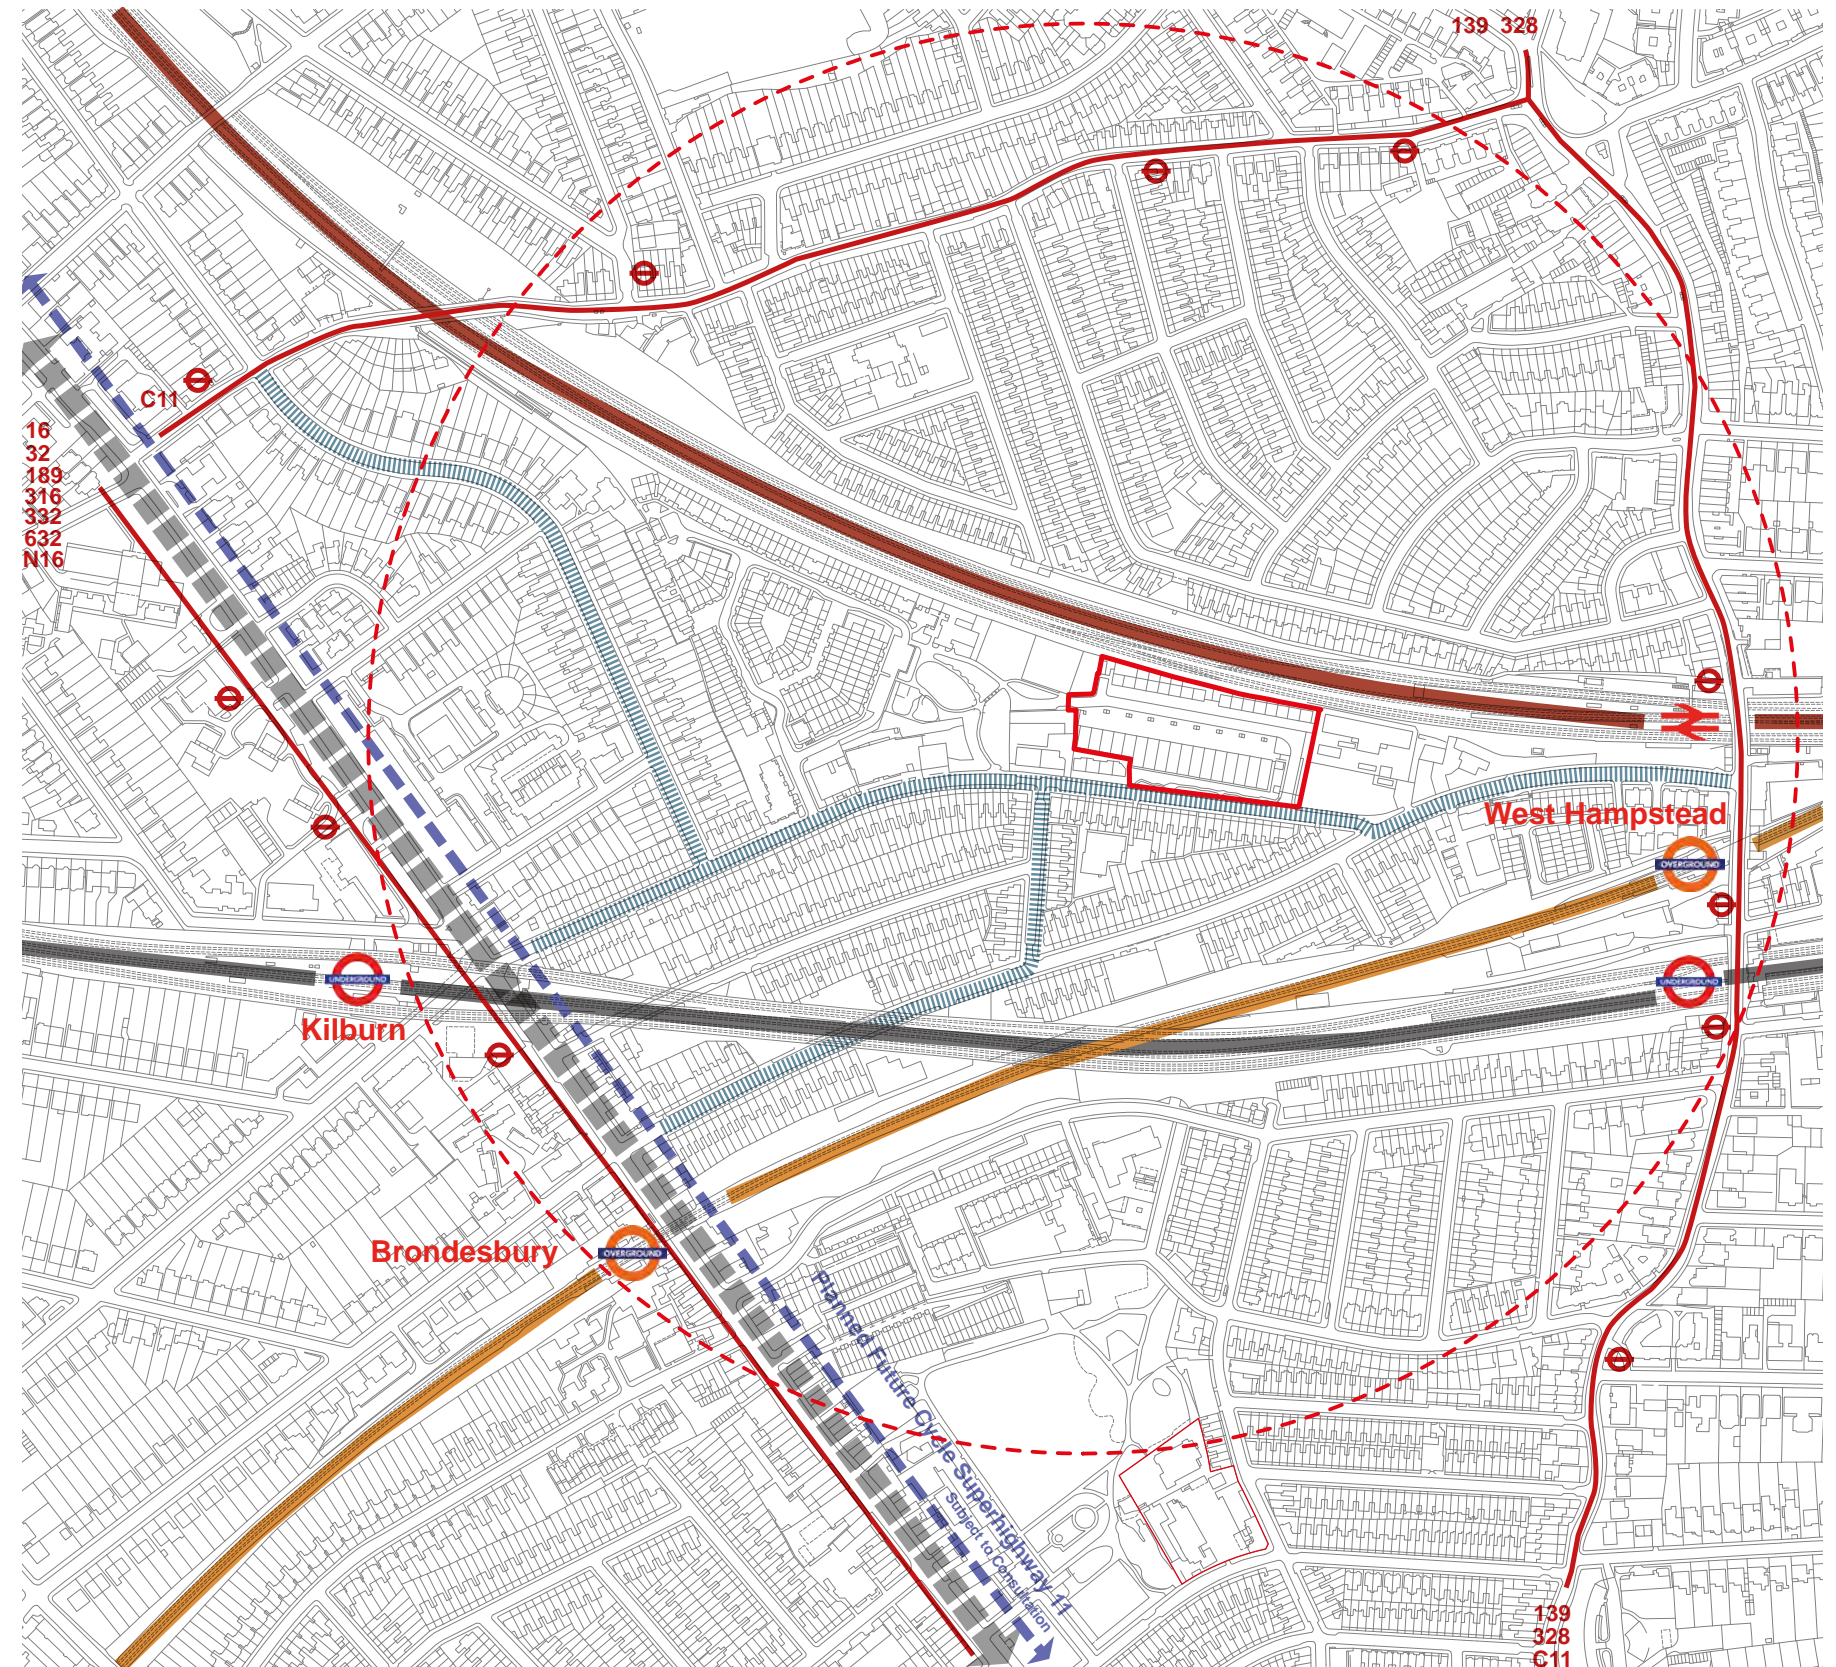 139 328
C11
16
32
189
316
332
632
N16
West Hampstead
OVERGROUND
UNDERGROUND
UNDERGROUND
Kilburn
Brondesbury
OVERGROUND
Planned Future Cycle Superhighway 11
Subject to Consultation
139
328
C11